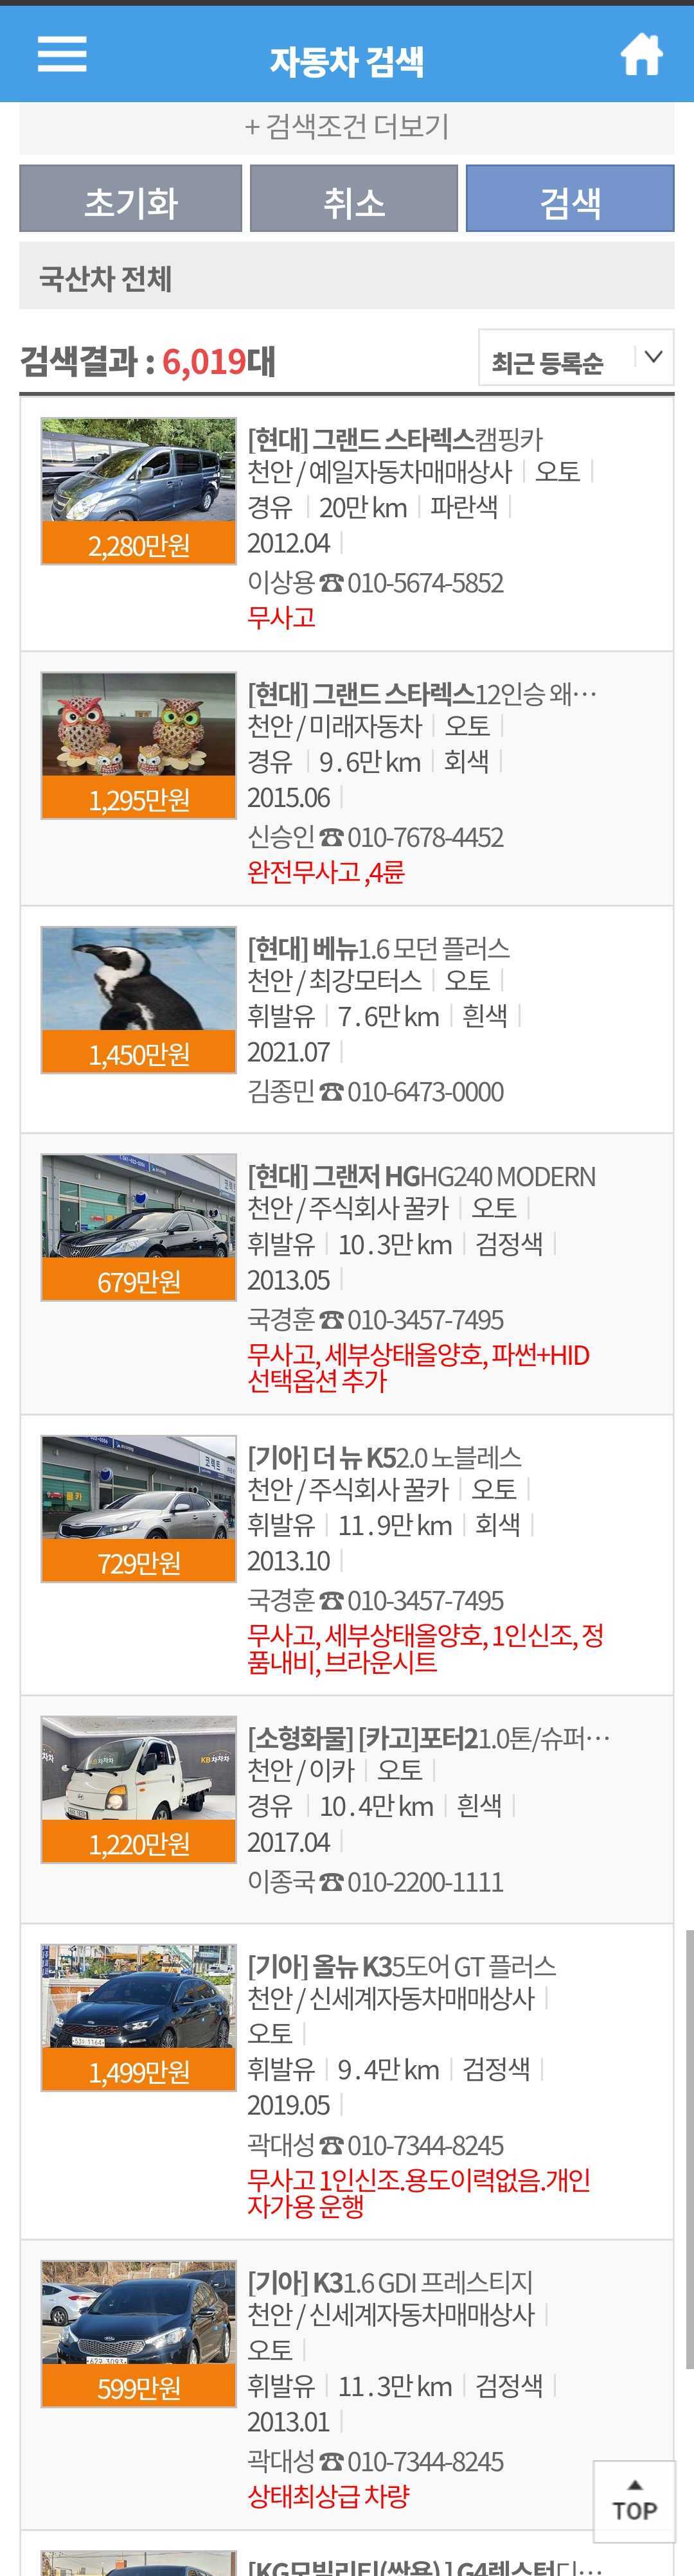 자동차 검색
+ 검색조건 더보기
초기화 취소 검색
국산차 전체
검색결과 : 6,019대
최근 등록순
[현대] 그랜드 스타렉스캠핑카
천안 / 예일자동차매매상사 오토
경유 20만 km 파란색
2012.04
2,280만원
이상용 ☎ 010-5674-5852
무사고
[현대] 그랜드 스타렉스12인승 왜…
천안 / 미래자동차 오토
경유 9.6만 km 회색
2015.06
1,295만원
신승인 ☎ 010-7678-4452
완전무사고 ,4륜
[현대] 베뉴1.6 모던 플러스
천안 / 최강모터스 오토
휘발유 7.6만 km 흰색
2021.07
1,450만원
김종민 ☎ 010-6473-0000
[현대] 그랜저 HGHG240 MODERN
천안 / 주식회사 꿀카 오토
휘발유 10.3만 km 검정색
2013.05
679만원
국경훈 ☎ 010-3457-7495
무사고, 세부상태올양호, 파썬+HID
선택옵션 추가
[기아] 더 뉴 K52.0 노블레스
천안 / 주식회사 꿀카 오토
휘발유 11.9만 km 회색
2013.10
729만원
국경훈 ☎ 010-3457-7495
무사고, 세부상태올양호, 1인신조, 정
품내비, 브라운시트
[소형화물] [카고]포터21.0톤/슈퍼…
천안 / 이카 오토
경유 10.4만 km 흰색
2017.04
KB차차차
1,220만원
이종국 ☎ 010-2200-1111
[기아] 올뉴 K35도어 GT 플러스
천안 / 신세계자동차매매상사
오토
휘발유 9.4만 km 검정색
2019.05
1,499만원
곽대성 ☎ 010-7344-8245
무사고 1인신조.용도이력없음.개인
자가용 운행
[기아] K31.6 GDI 프레스티지
천안 / 신세계자동차매매상사
오토
휘발유 11.3만 km 검정색
2013.01
599만원
곽대성 ☎ 010-7344-8245
상태최상급 차량
TOP
[KG모빌리티(쌍용) ] G4렉스턴디…